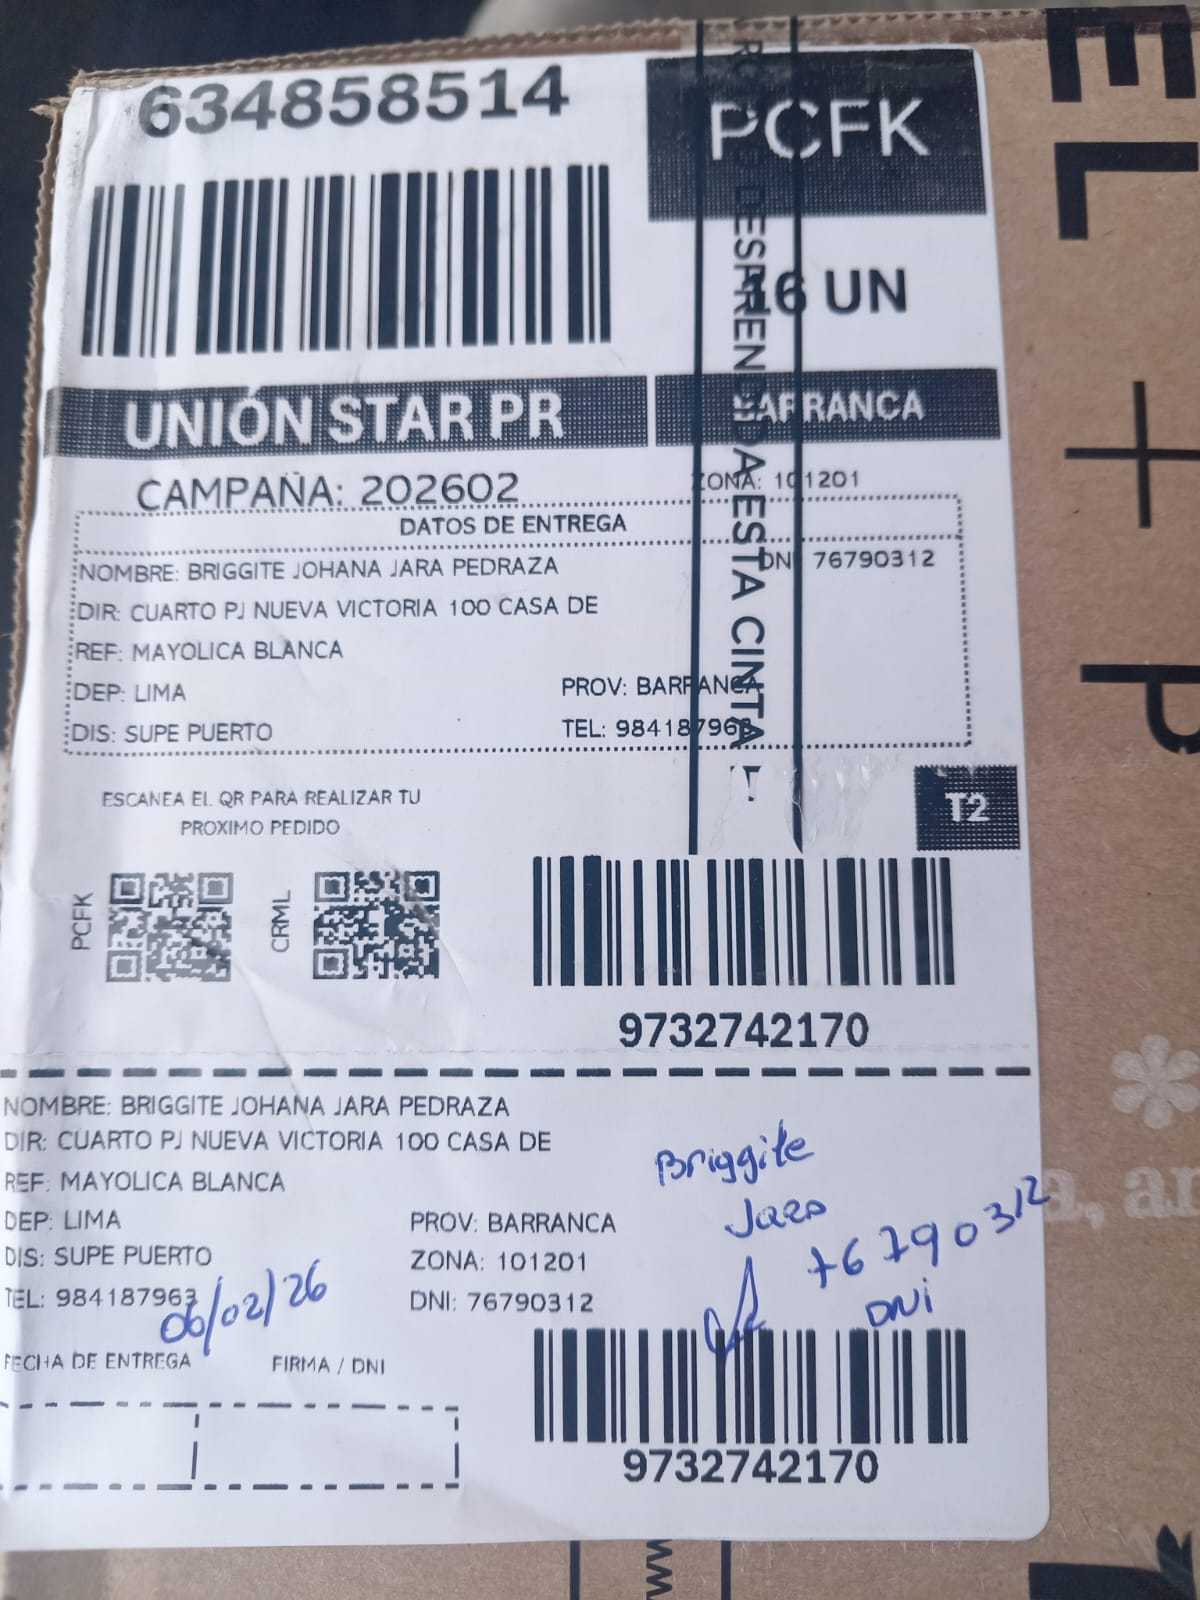 634858514
PCFK
16 UN
UNIÓN STAR PR
BARRANCA
CAMPAÑA: 202602
ZONA: 101201
DATOS DE ENTREGA
NOMBRE: BRIGGITE JOHANA JARA PEDRAZA
DNI: 76790312
DIR: CUARTO PJ NUEVA VICTORIA 100 CASA DE
REF: MAYOLICA BLANCA
DEP: LIMA
PROV: BARRANCA
DIS: SUPE PUERTO
TEL: 984187963
DESPRENDA ESTA CINTA
ESCANEA EL QR PARA REALIZAR TU
PROXIMO PEDIDO
T2
PCFK
CRML
9732742170
NOMBRE: BRIGGITE JOHANA JARA PEDRAZA
DIR: CUARTO PJ NUEVA VICTORIA 100 CASA DE
REF: MAYOLICA BLANCA
DEP: LIMA
PROV: BARRANCA
DIS: SUPE PUERTO
ZONA: 101201
TEL: 984187963
DNI: 76790312
06/02/26
Briggite
Jara
76790312
DNi
FECHA DE ENTREGA
FIRMA / DNI
9732742170
EL + P